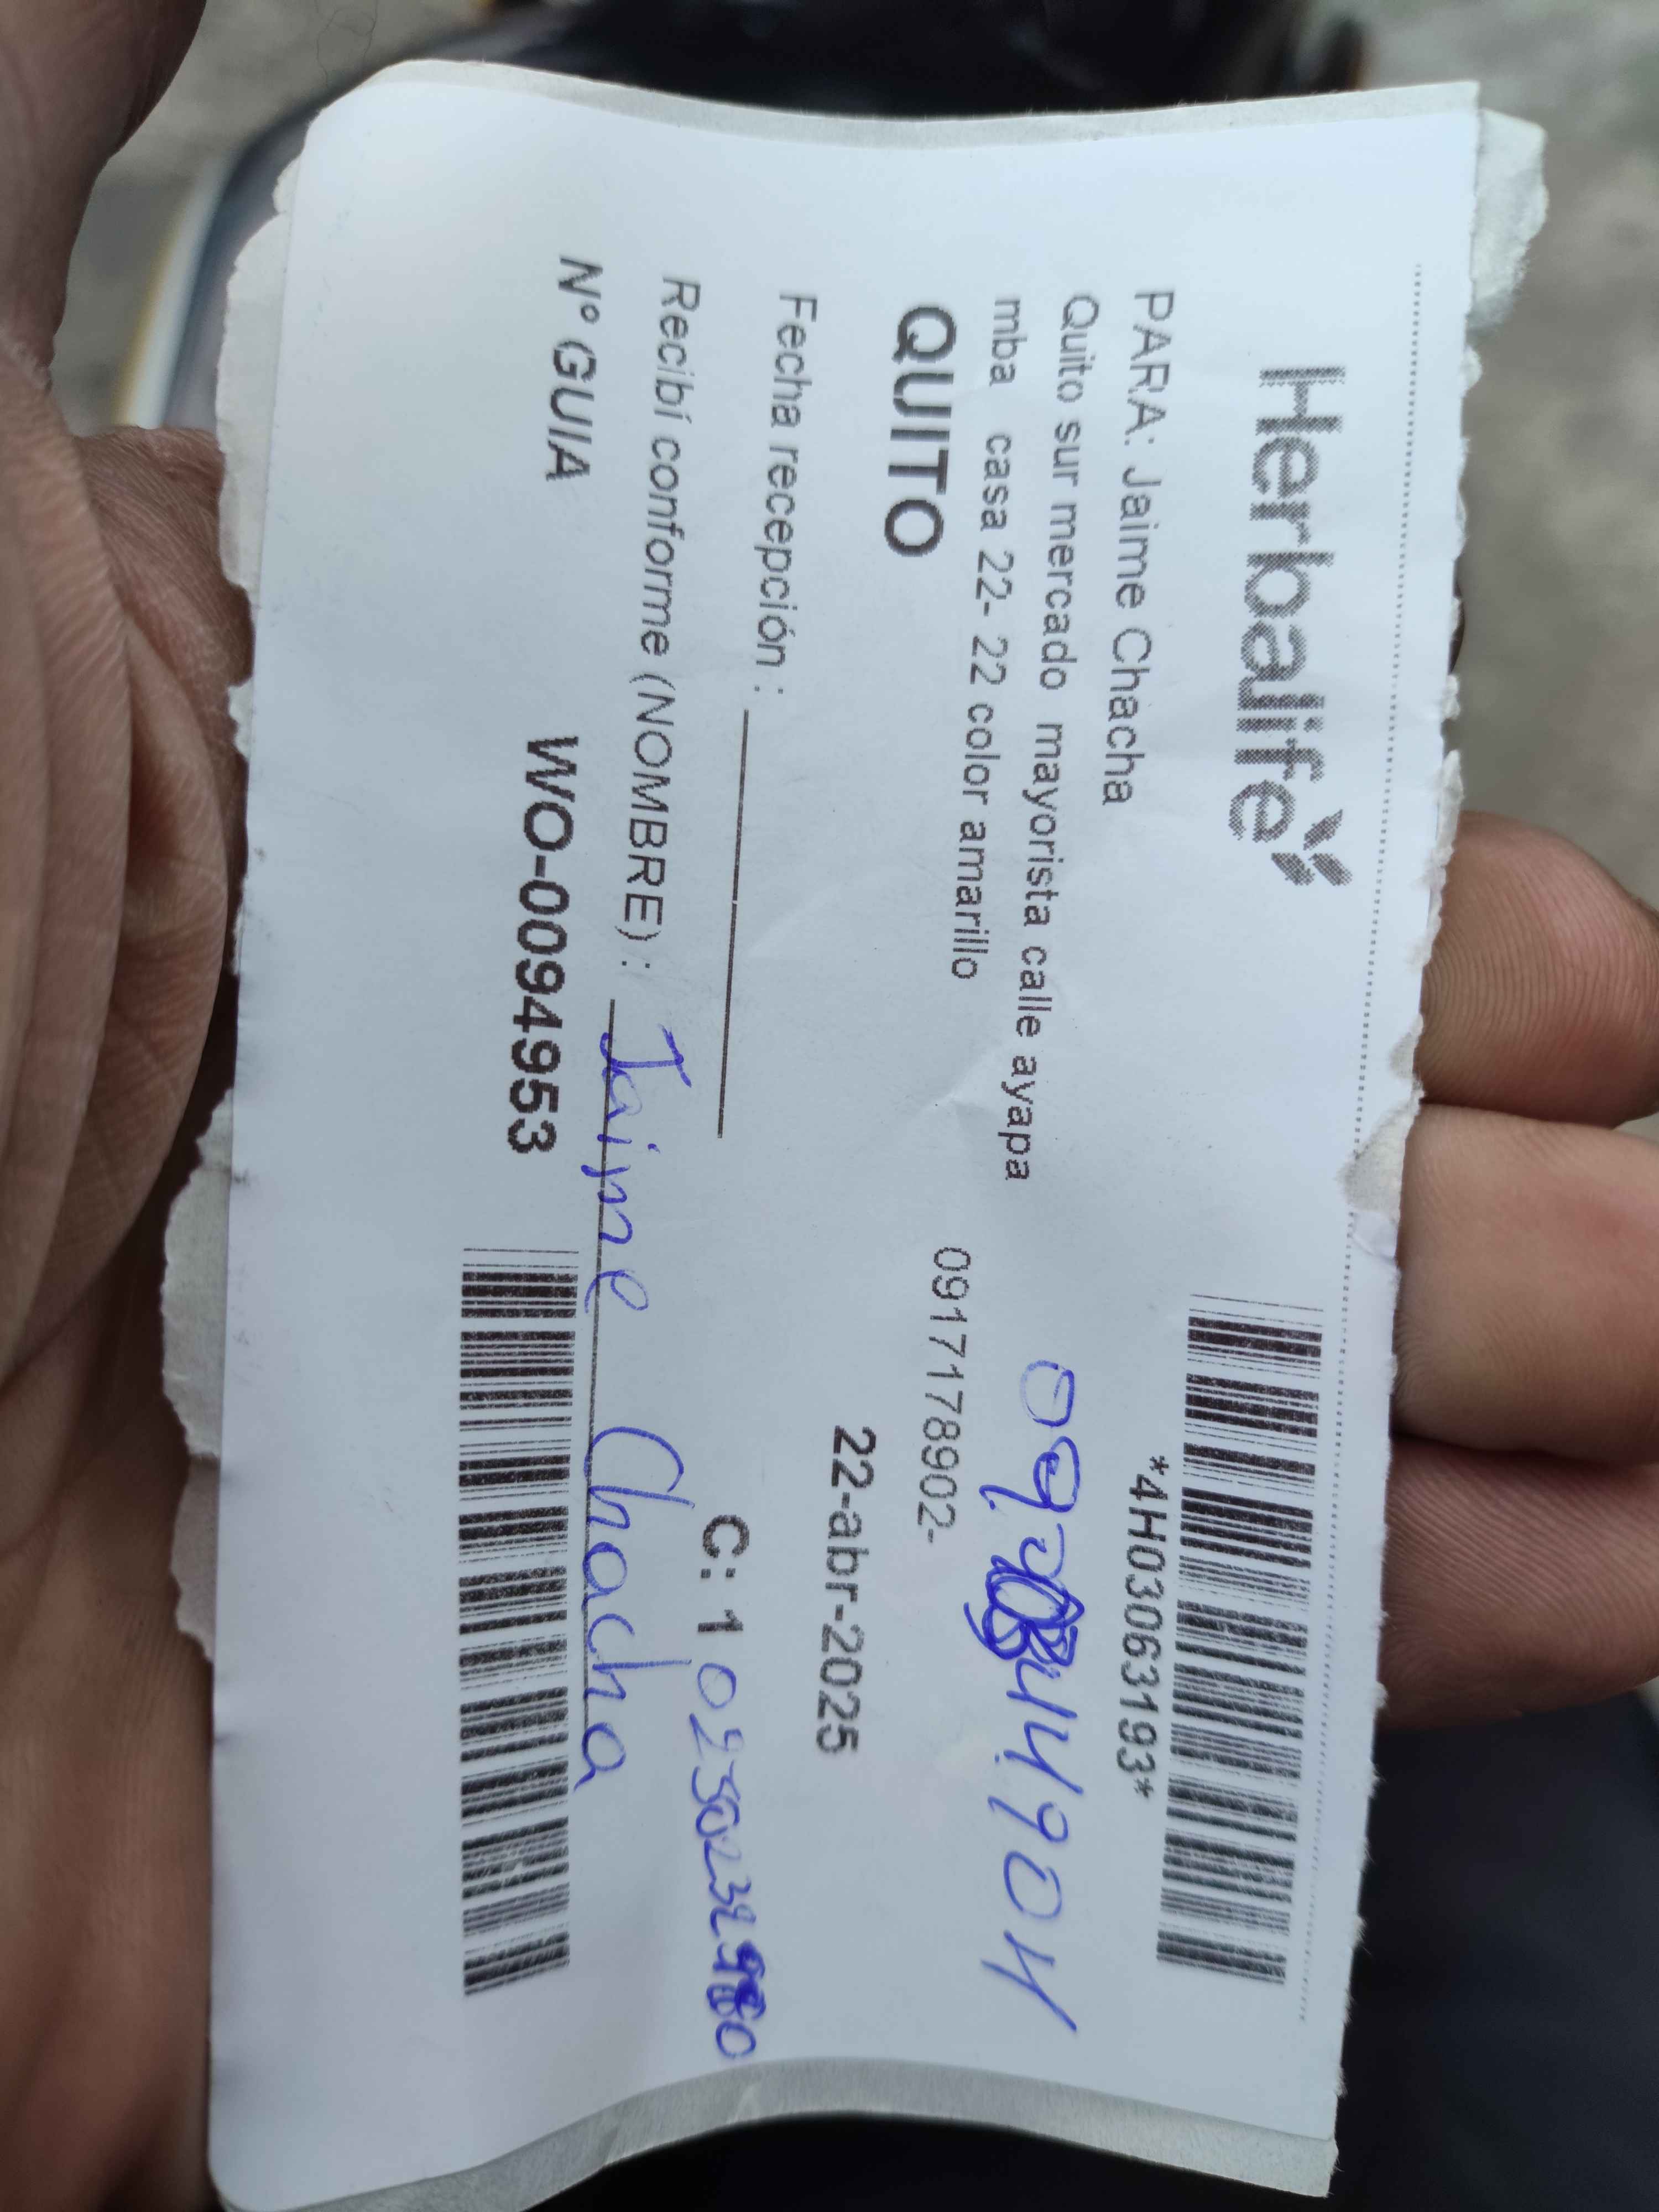 Herbalife
*4H03063193*
PARA: Jaime Chacha
Quito sur mercado mayorista calle ayapa
mba casa 22- 22 color amarillo
0917178902-
QUITO
22-abr-2025
Fecha recepción :
C: 1
Recibí conforme (NOMBRE) : Jaime Chacha
Nº GUIA WO-0094953